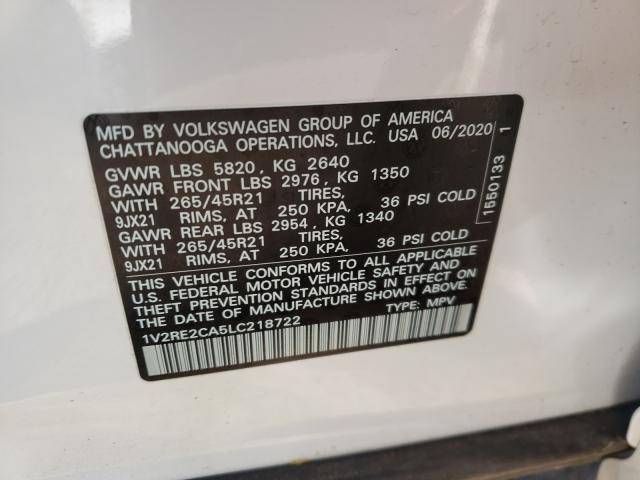 MFD BY VOLKSWAGEN GROUP OF AMERICA
CHATTANOOGA OPERATIONS, LLC. USA 06/2020
GVWR LBS 5820, KG 2640
GAWR FRONT LBS 2976, KG 1350
WITH 265/45R21 TIRES,
9JX21 RIMS, AT 250 KPA, 36 PSI COLD
GAWR REAR LBS 2954, KG 1340
WITH 265/45R21 TIRES,
9JX21 RIMS, AT 250 KPA, 36 PSI COLD
THIS VEHICLE CONFORMS TO ALL APPLICABLE
U.S. FEDERAL MOTOR VEHICLE SAFETY AND
THEFT PREVENTION STANDARDS IN EFFECT ON
THE DATE OF MANUFACTURE SHOWN ABOVE.
1V2RE2CA5LC218722 TYPE: MPV
1550133 1